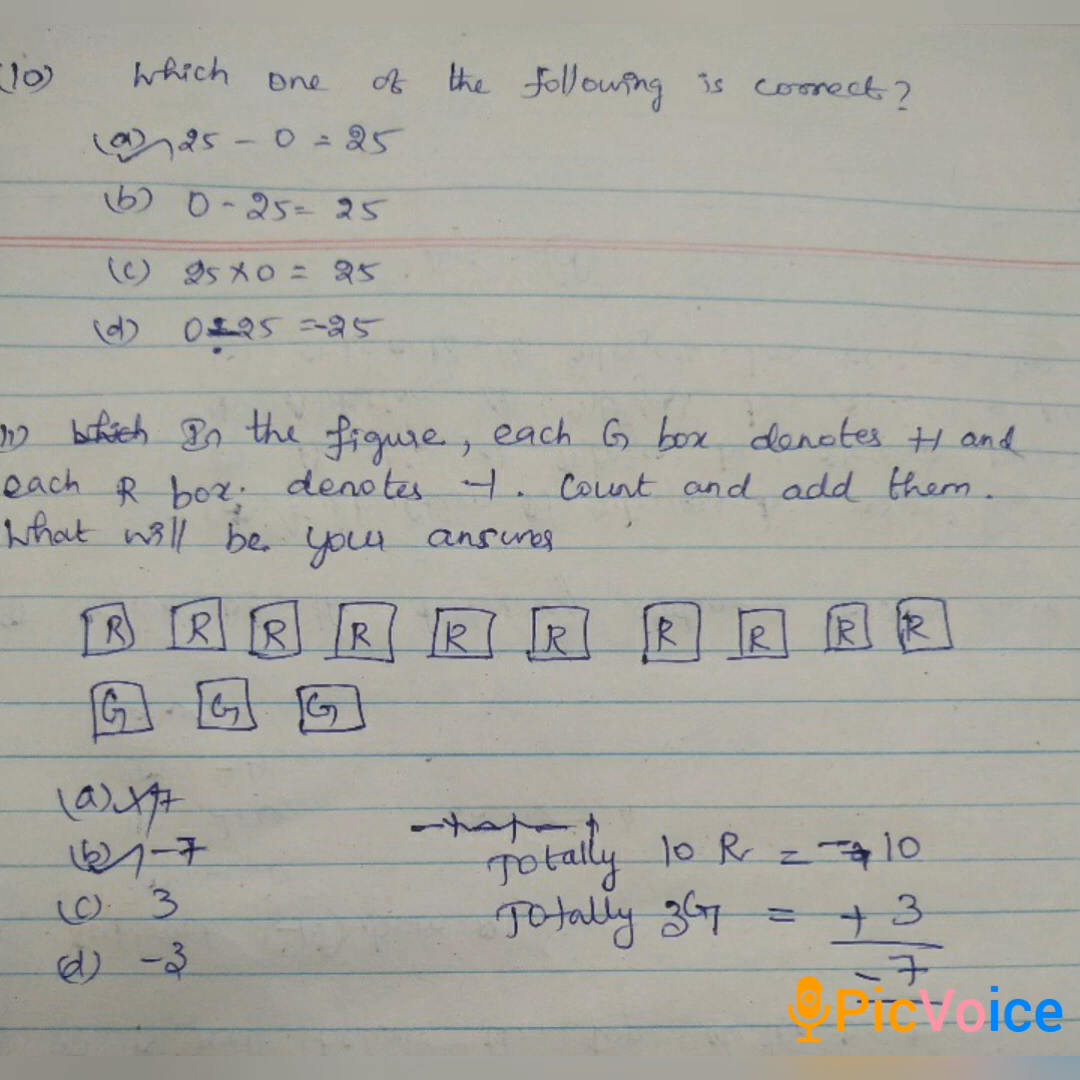 (10) Which one of the following is correct?
(a) 25 - 0 = 25
(b) 0 - 25 = 25
(c) 25 × 0 = 25
(d) 0 ÷ 25 = -25
11) Which In the figure, each G box denotes +1 and
each R box denotes -1. Count and add them.
What will be your answer
R R R R R R R R R R
G G G
(a) 7
(b) -7
(c) 3
(d) -3
Totally 10 R = - 10
Totally 3G = + 3
- 7
PicVoice